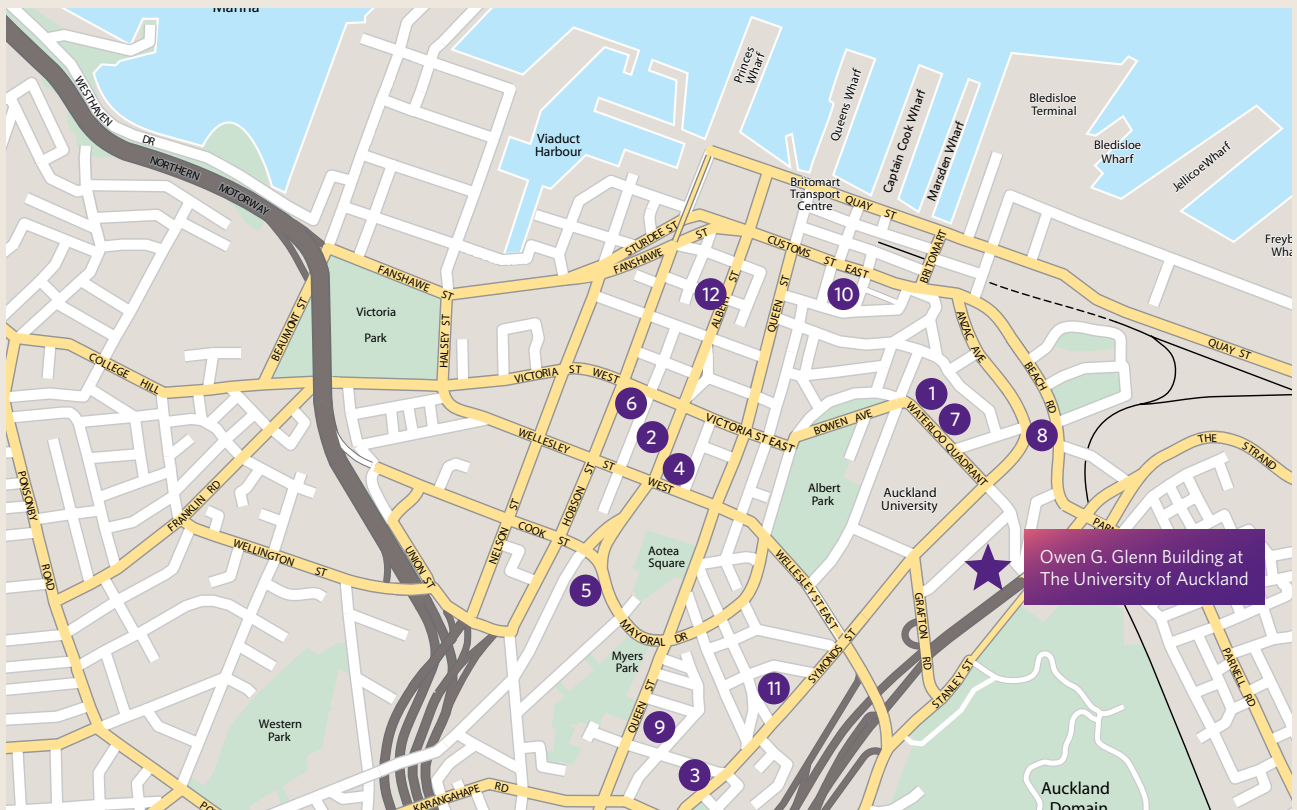 Marina
Princes
Wharf
Queens Wharf
Captain Cook Wharf
Marsden Wharf
Bledisloe
Terminal
Bledisloe
Wharf
Jellicoe Wharf
WESTHAVEN
DR
NORTHERN
MOTORWAY
Viaduct
Harbour
Britomart
Transport
Centre
QUAY ST
STURDEE ST
FANSHAWE ST
CUSTOMS ST EAST
BRITOMART
FANSHAWE ST
12
10
ALBERT ST
QUEEN ST
Victoria
Park
BEAUMONT ST
HALSEY ST
ANZAC AVE
QUAY ST
COLLEGE HILL
VICTORIA ST WEST
BEACH RD
6
1
7
2
VICTORIA ST EAST
BOWEN AVE
WATERLOO QUADRANT
8
THE STRAND
WELLESLEY ST WEST
4
PONSONBY ROAD
FRANKLIN RD
HOBSON ST
Albert
Park
Auckland
University
NELSON ST
COOK ST
WELLINGTON ST
UNION ST
Aotea
Square
Owen G. Glenn Building at
The University of Auckland
5
WELLESLEY ST EAST
GRAFTON RD
MAYORAL DR
Myers
Park
SYMONDS ST
STANLEY ST
PARNELL RD
11
QUEEN ST
9
Western
Park
3
KARANGAHAPE RD
Auckland
Domain